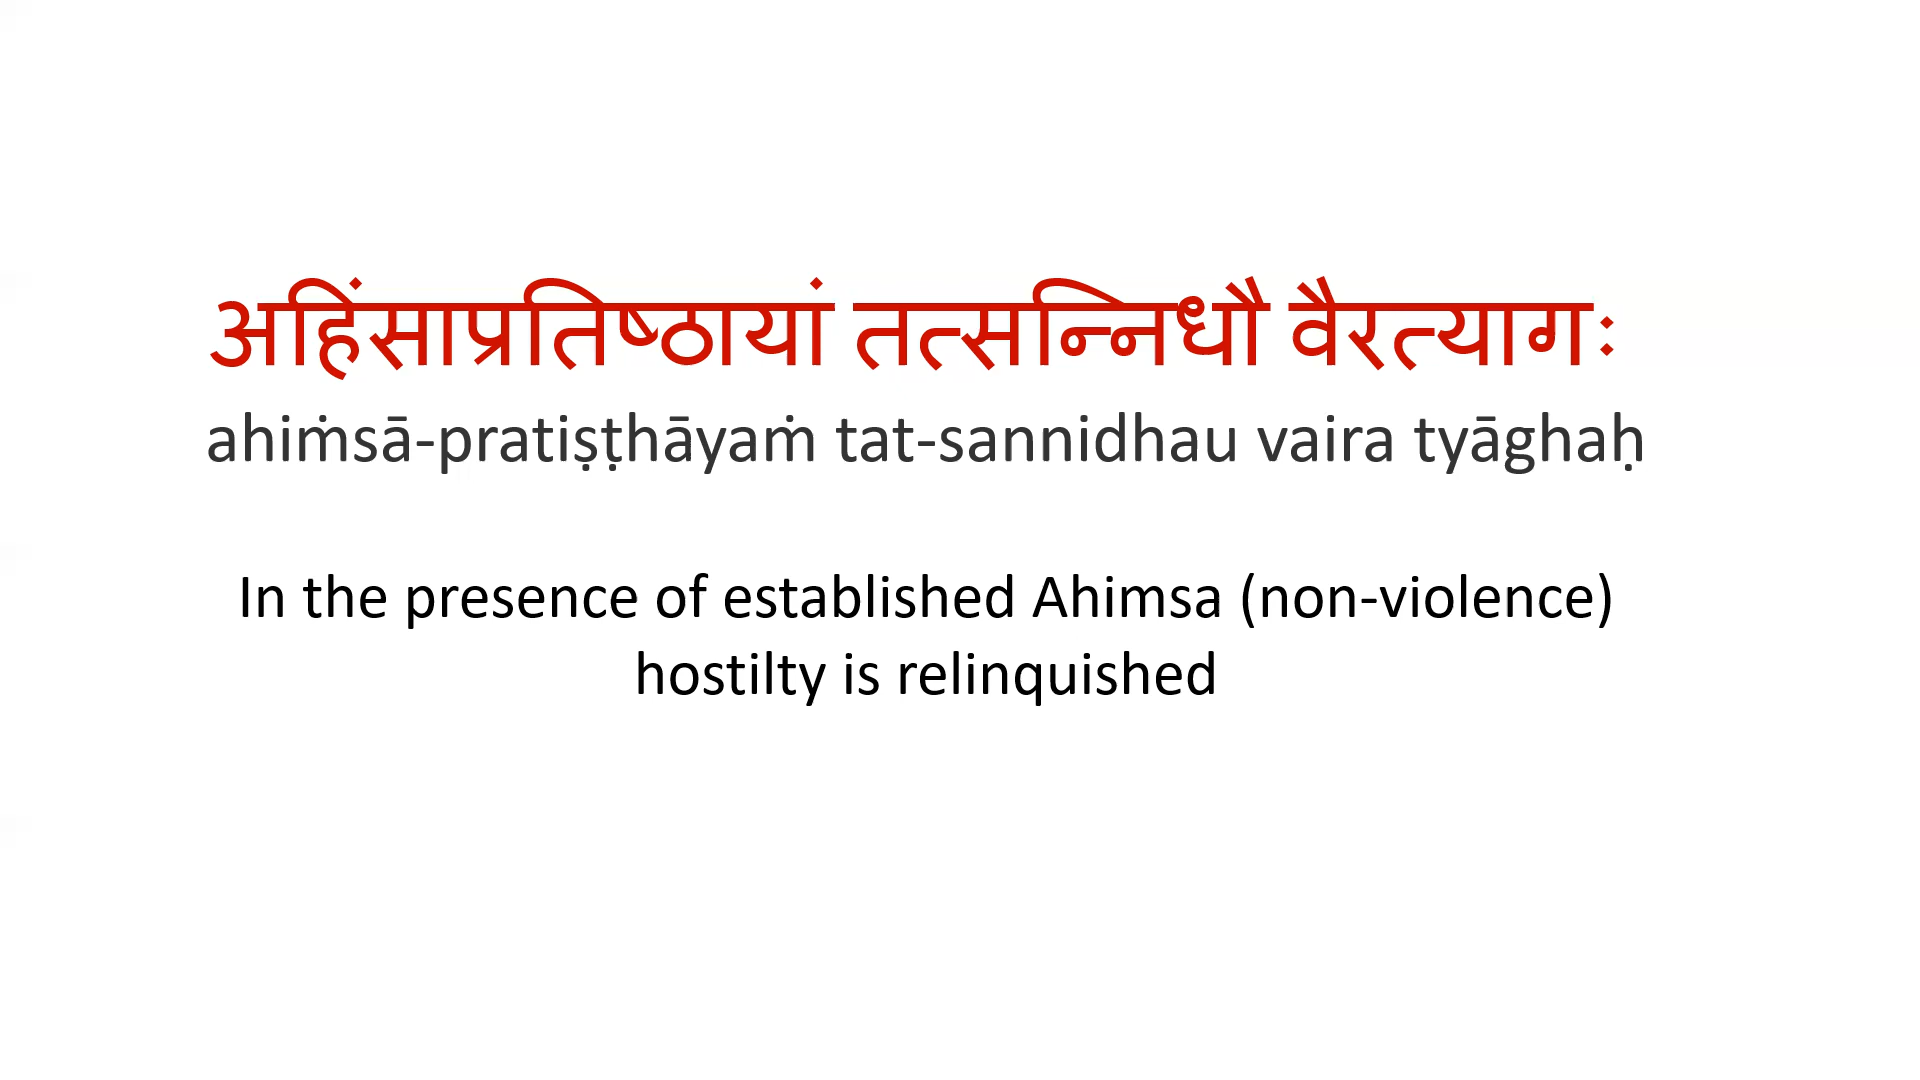 अहिंसाप्रतिष्ठायां तत्सन्निधौ वैरत्यागः
ahiṁsā-pratiṣṭhāyaṁ tat-sannidhau vaira tyāghaḥ
In the presence of established Ahimsa (non-violence)
hostilty is relinquished